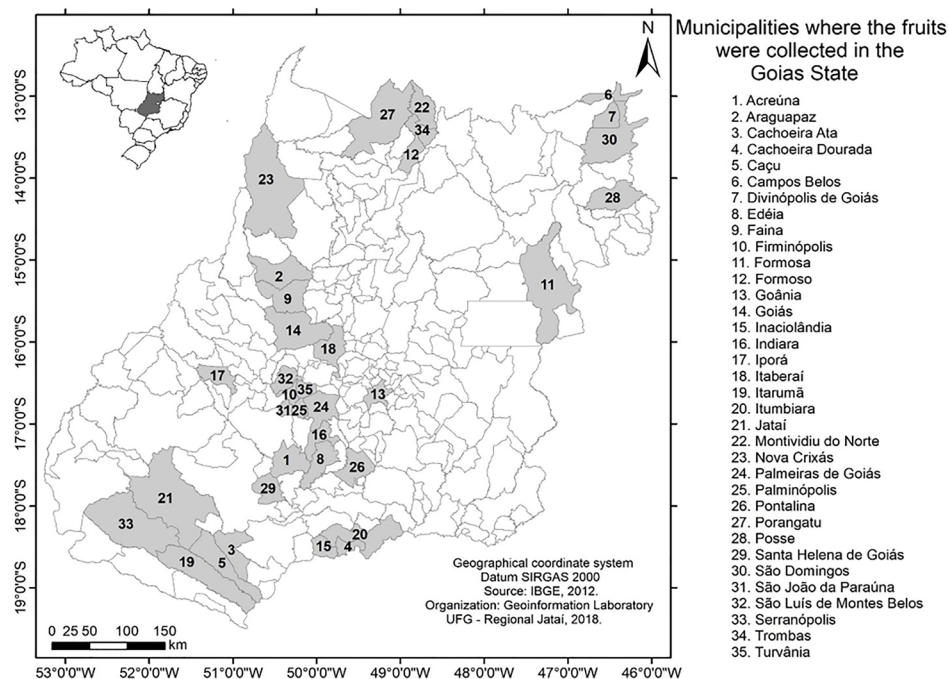 Municipalities where the fruits
were collected in the
Goias State
1. Acreúna
2. Araguapaz
3. Cachoeira Ata
4. Cachoeira Dourada
5. Caçu
6. Campos Belos
7. Divinópolis de Goiás
8. Edéia
9. Faina
10. Firminópolis
11. Formosa
12. Formoso
13. Goânia
14. Goiás
15. Inaciolândia
16. Indiara
17. Iporá
18. Itaberaí
19. Itarumã
20. Itumbiara
21. Jataí
22. Montividiu do Norte
23. Nova Crixás
24. Palmeiras de Goiás
25. Palminópolis
26. Pontalina
27. Porangatu
28. Posse
29. Santa Helena de Goiás
30. São Domingos
31. São João da Paraúna
32. São Luís de Montes Belos
33. Serranópolis
34. Trombas
35. Turvânia
N
13°0'0"S
14°0'0"S
15°0'0"S
16°0'0"S
17°0'0"S
18°0'0"S
19°0'0"S
6
27
22
7
34
30
12
23
28
2
11
9
14
18
17
32
35
10
13
31
25
24
16
1
8
26
29
21
33
20
3
15
4
19
5
Geographical coordinate system
Datum SIRGAS 2000
Source: IBGE, 2012.
Organization: Geoinformation Laboratory
UFG - Regional Jataí, 2018.
0 25 50 100 150
km
53°0'0"W 52°0'0"W 51°0'0"W 50°0'0"W 49°0'0"W 48°0'0"W 47°0'0"W 46°0'0"W